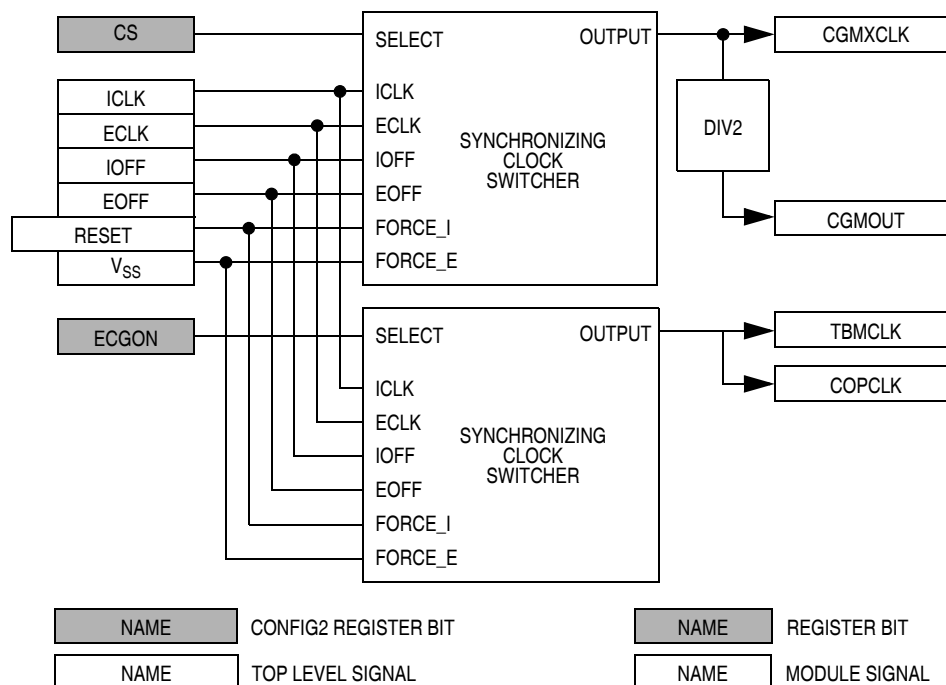 CS
ICLK
ECLK
IOFF
EOFF
RESET
VSS
SELECT
OUTPUT
ICLK
ECLK
IOFF
EOFF
FORCE_I
FORCE_E
SYNCHRONIZING
CLOCK
SWITCHER
CGMXCLK
DIV2
CGMOUT
ECGON
SELECT
OUTPUT
ICLK
ECLK
IOFF
EOFF
FORCE_I
FORCE_E
SYNCHRONIZING
CLOCK
SWITCHER
TBMCLK
COPCLK
NAME CONFIG2 REGISTER BIT
NAME REGISTER BIT
NAME TOP LEVEL SIGNAL
NAME MODULE SIGNAL